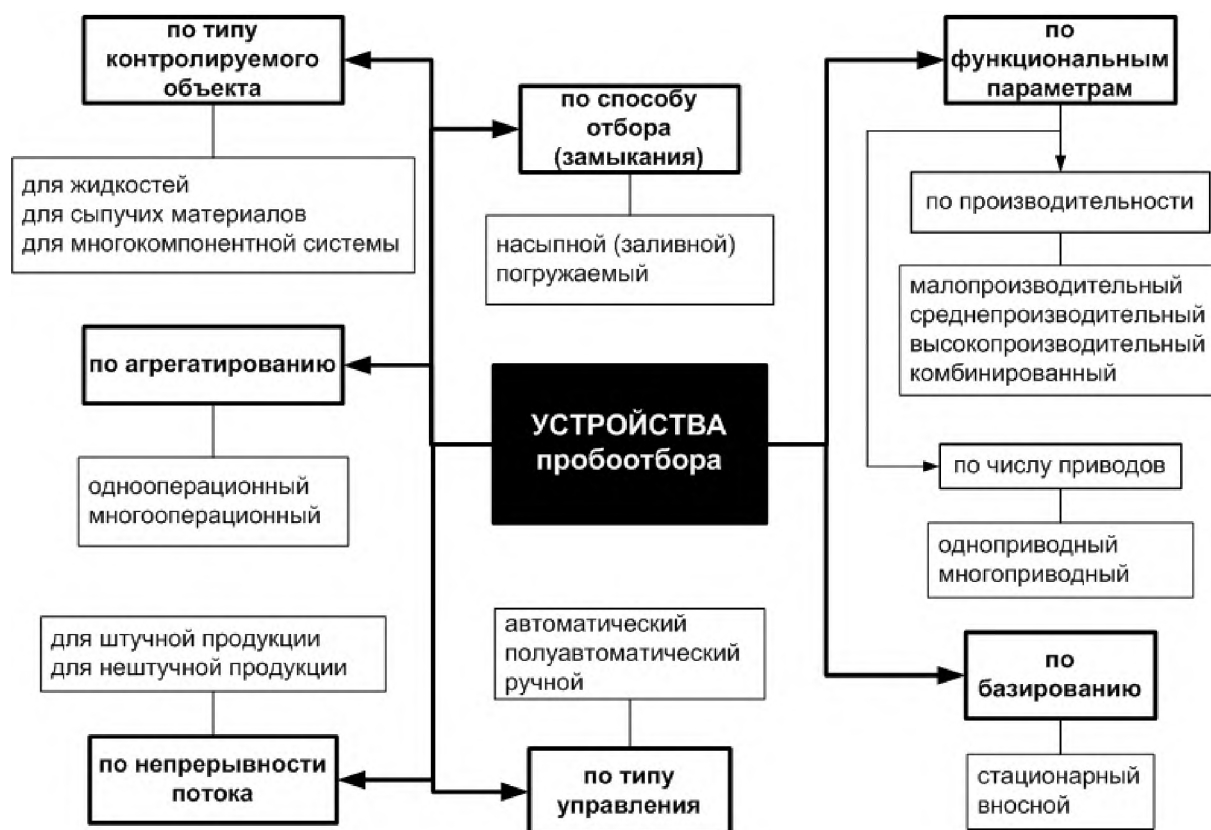 по типу
контролируемого
объекта
для жидкостей
для сыпучих материалов
для многокомпонентной системы
по способу
отбора
(замыкания)
насыпной (заливной)
погружаемый
по
функциональным
параметрам
по производительности
малопроизводительный
среднепроизводительный
высокопроизводительный
комбинированный
по агрегатированию
однооперационный
многооперационный
УСТРОЙСТВА
пробоотбора
по числу приводов
одноприводный
многоприводный
для штучной продукции
для нештучной продукции
по непрерывности
потока
автоматический
полуавтоматический
ручной
по типу
управления
по
базированию
стационарный
вносной